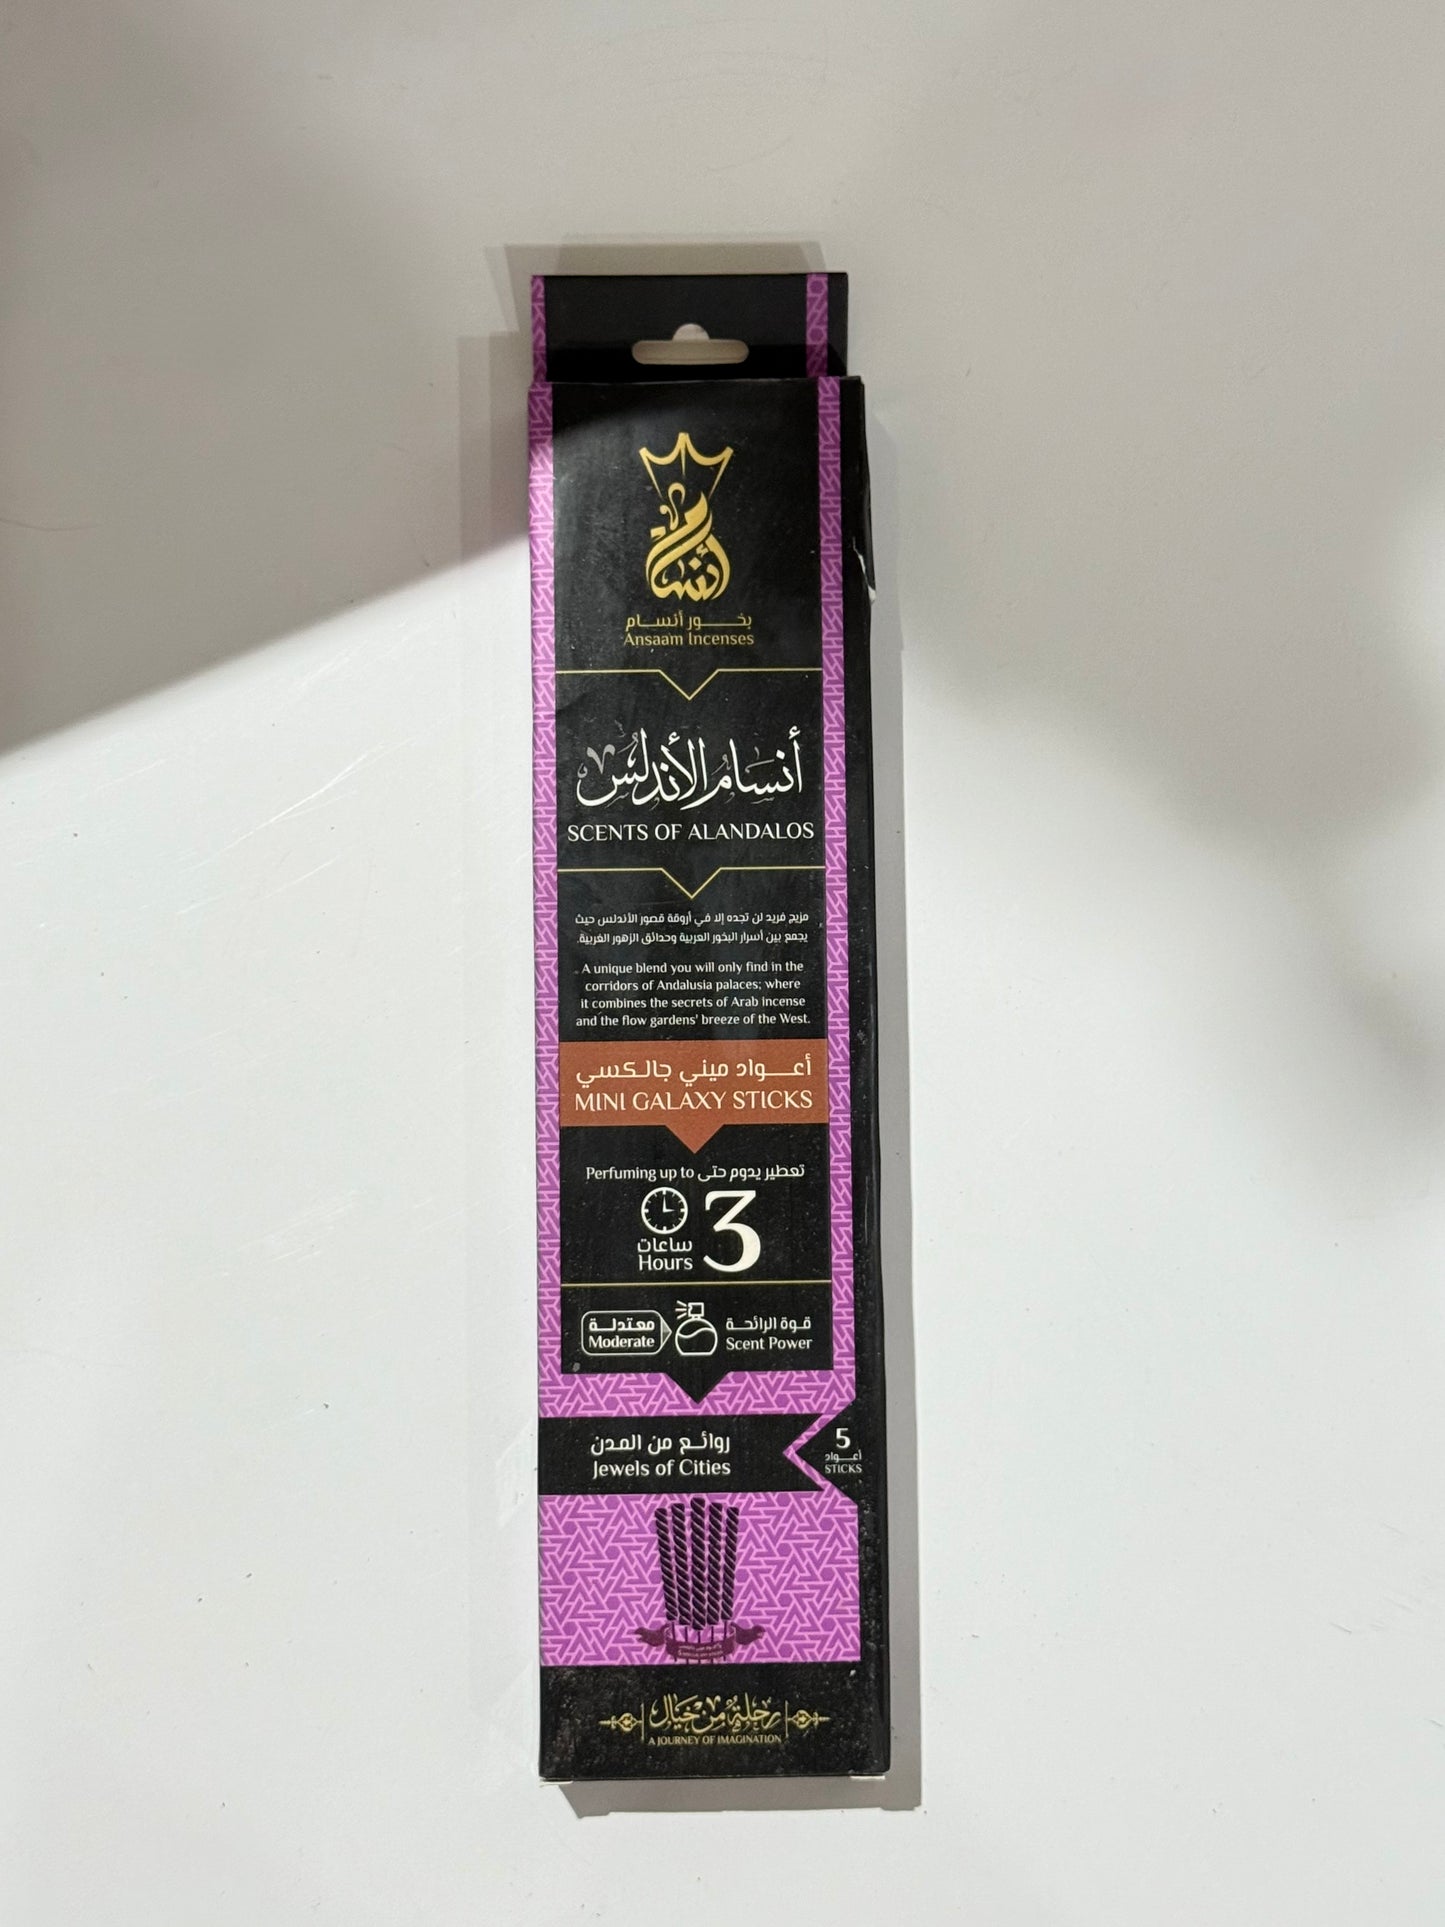 أنسام
بخور أنسام
Ansaam Incenses
أنسام الأندلس
SCENTS OF ALANDALOS
مزيج فريد لن تجده إلا في أروقة قصور الأندلس حيث
يجمع بين أسرار البخور العربية وحدائق الزهور الغربية.
A unique blend you will only find in the
corridors of Andalusia palaces; where
it combines the secrets of Arab incense
and the flow gardens' breeze of the West.
أعواد ميني جالكسي
MINI GALAXY STICKS
Perfuming up to تعطير يدوم حتى
3
ساعات
Hours
قوة الرائحة
Scent Power
معتدلة
Moderate
روائع من المدن
Jewels of Cities
5
أعواد
STICKS
رحلة من خيال
A JOURNEY OF IMAGINATION